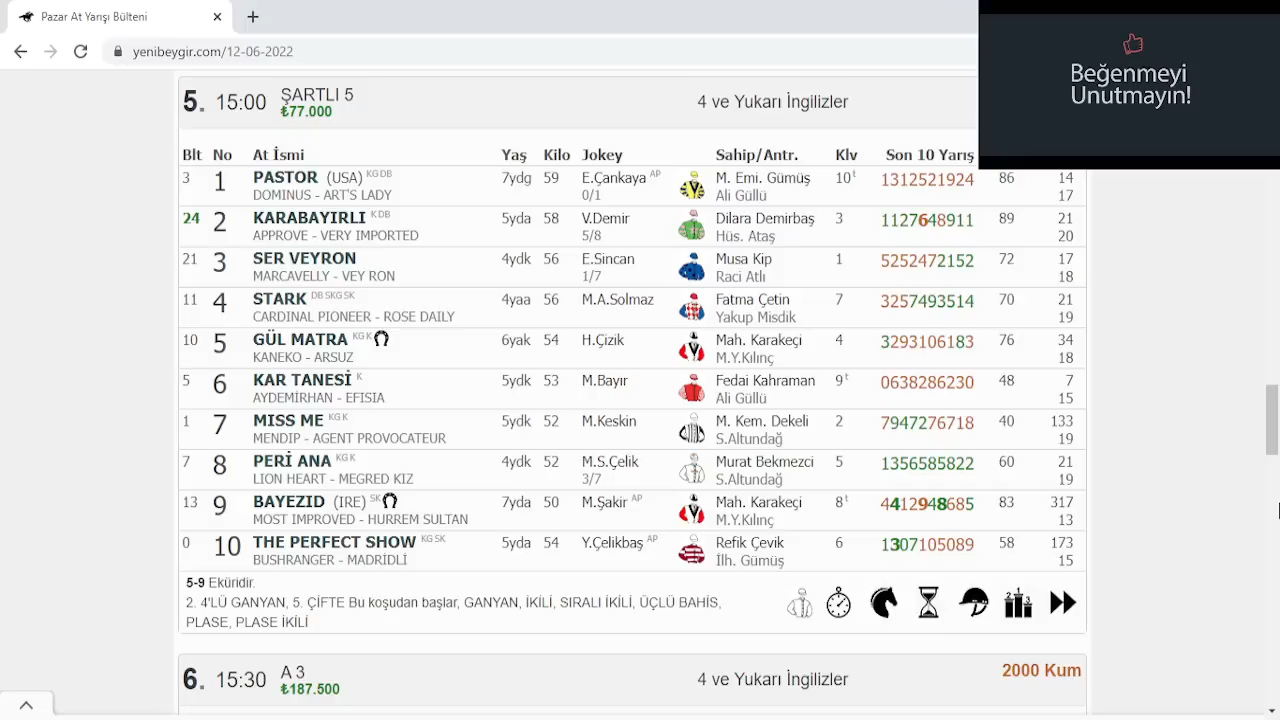 Pazar At Yarışı Bülteni
yenibeygir.com/12-06-2022
Beğenmeyi
Unutmayın!
5. 15:00 ŞARTLI 5 4 ve Yukarı İngilizler
₺77.000
Blt No At İsmi Yaş Kilo Jokey Sahip/Antr. Klv Son 10 Yarış
3 1 PASTOR (USA) KG DB 7ydg 59 E.Çankaya AP M. Emi. Gümüş 10t 1312521924 86 14
DOMINUS - ART'S LADY 0/1 Ali Güllü 17
24 2 KARABAYIRLI K DB 5yda 58 V.Demir Dilara Demirbaş 3 1127648911 89 21
APPROVE - VERY IMPORTED 5/8 Hüs. Ataş 20
21 3 SER VEYRON 4ydk 56 E.Sincan Musa Kip 1 5252472152 72 17
MARCAVELLY - VEY RON 1/7 Raci Atlı 18
11 4 STARK DB SKG SK 4yaa 56 M.A.Solmaz Fatma Çetin 7 3257493514 70 21
CARDINAL PIONEER - ROSE DAILY Yakup Misdik 19
10 5 GÜL MATRA KG K 6yak 54 H.Çizik Mah. Karakeçi 4 3293106183 76 34
KANEKO - ARSUZ M.Y.Kılınç 18
5 6 KAR TANESİ K 5ydk 53 M.Bayır Fedai Kahraman 9t 0638286230 48 7
AYDEMİRHAN - EFISIA Ali Güllü 15
1 7 MISS ME KG K 5ydk 52 M.Keskin M. Kem. Dekeli 2 7947276718 40 133
MENDIP - AGENT PROVOCATEUR S.Altundağ 19
7 8 PERİ ANA KG K 4ydk 52 M.S.Çelik Murat Bekmezci 5 1356585822 60 21
LION HEART - MEGRED KIZ 3/7 S.Altundağ 19
13 9 BAYEZID (IRE) SK 7yda 50 M.Şakir AP Mah. Karakeçi 8t 4412948685 83 317
MOST IMPROVED - HURREM SULTAN M.Y.Kılınç 13
0 10 THE PERFECT SHOW KG SK 5yda 54 Y.Çelikbaş AP Refik Çevik 6 1307105089 58 173
BUSHRANGER - MADRİDLİ İlh. Gümüş 15
5-9 Eküridir.
2. 4'LÜ GANYAN, 5. ÇİFTE Bu koşudan başlar, GANYAN, İKİLİ, SIRALI İKİLİ, ÜÇLÜ BAHİS,
PLASE, PLASE İKİLİ
6. 15:30 A 3 4 ve Yukarı İngilizler 2000 Kum
₺187.500